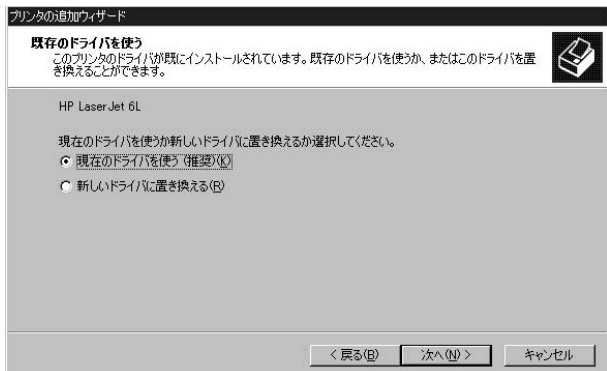 プリンタの追加ウィザード
既存のドライバを使う
このプリンタのドライバが既にインストールされています。既存のドライバを使うか、またはこのドライバを置
き換えることができます。
HP LaserJet 6L
現在のドライバを使うか新しいドライバに置き換えるか選択してください。
現在のドライバを使う (推奨)(K)
新しいドライバに置き換える(R)
< 戻る(B)
次へ(N) >
キャンセル